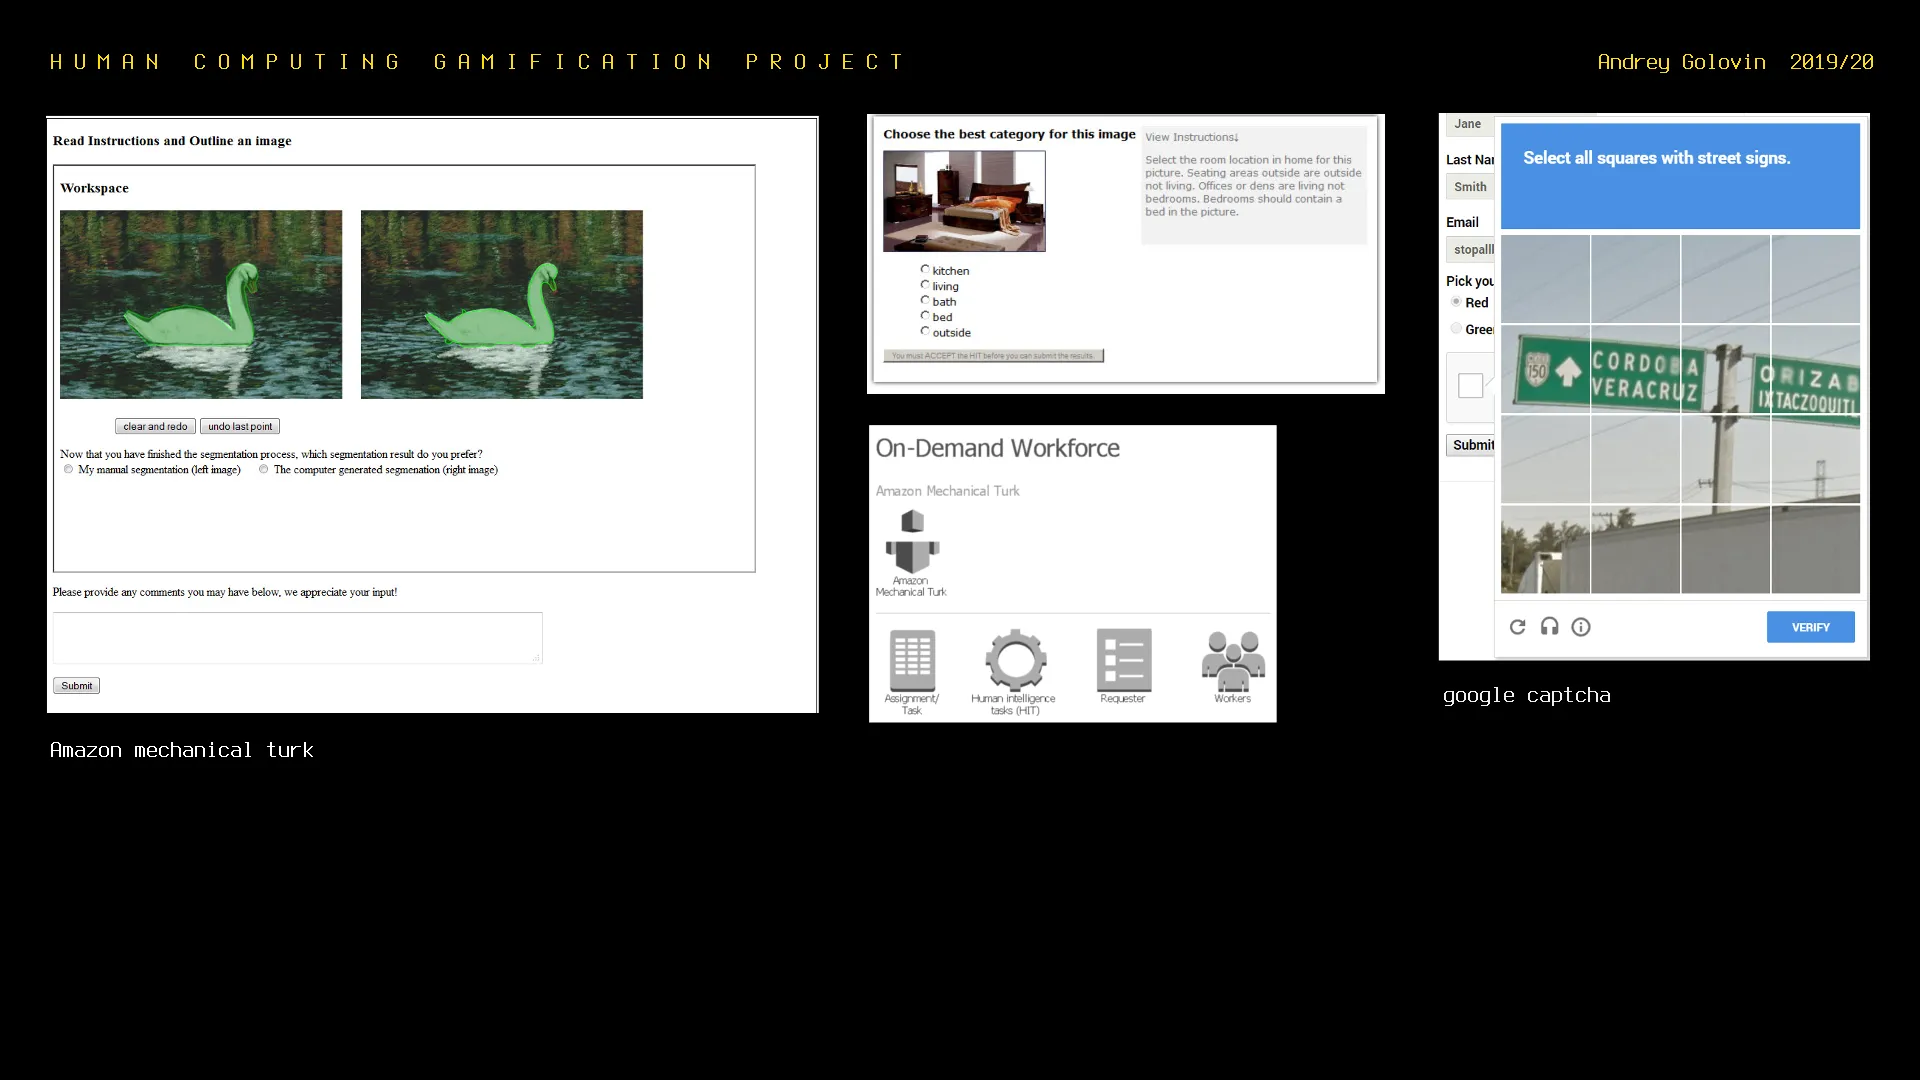 HUMAN COMPUTING GAMIFICATION PROJECT
Andrey Golovin 2019/20
Read Instructions and Outline an image
Workspace
clear and redo
undo last point
Now that you have finished the segmentation process, which segmentation result do you prefer?
My manual segmentation (left image)
The computer generated segmenation (right image)
Please provide any comments you may have below, we appreciate your input!
Submit
Amazon mechanical turk
Choose the best category for this image
View Instructions↓
Select the room location in home for this
picture. Seating areas outside are outside
not living. Offices or dens are living not
bedrooms. Bedrooms should contain a
bed in the picture.
kitchen
living
bath
bed
outside
You must ACCEPT the HIT before you can submit the results.
On-Demand Workforce
Amazon Mechanical Turk
Amazon
Mechanical Turk
Assignment/
Task
Human intelligence
tasks (HIT)
Requester
Workers
Jane
Last Nar
Smith
Email
stopall
Pick you
Red
Gree
Submit
Select all squares with street signs.
150
CORDOBA
VERACRUZ
ORIZAB
IXTACZOQUITL
VERIFY
google captcha